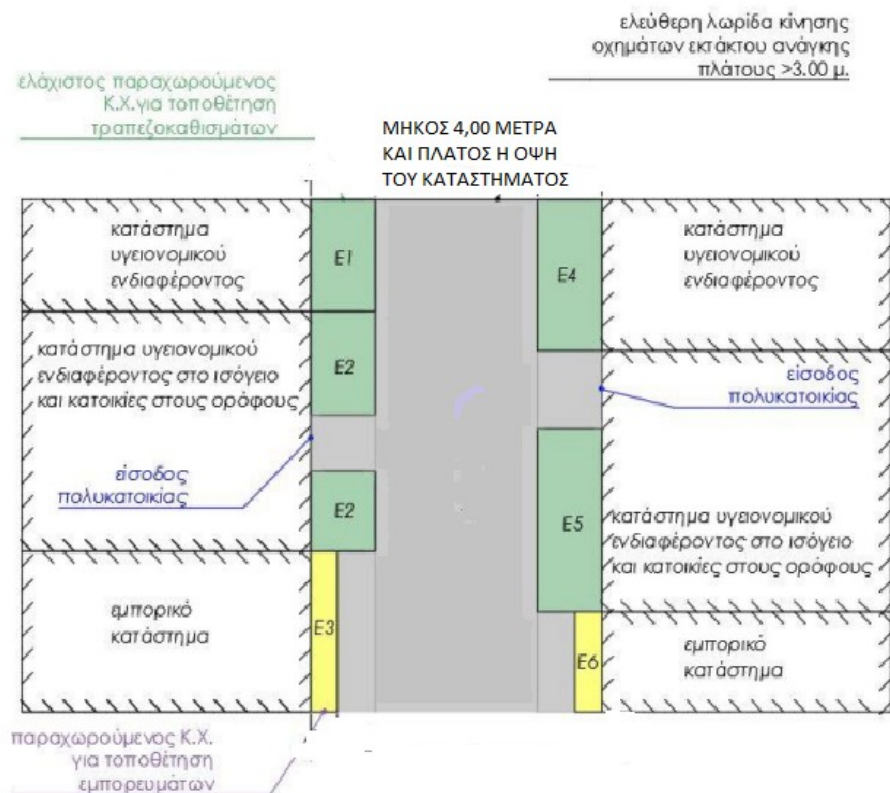 ελεύθερη λωρίδα κίνησης
οχημάτων εκτάκτου ανάγκης
πλάτους >3.00 μ.
ελάχιστος παραχωρούμενος
Κ.Χ.για τοποθέτηση
τραπεζοκαθισμάτων
ΜΗΚΟΣ 4,00 ΜΕΤΡΑ
ΚΑΙ ΠΛΑΤΟΣ Η ΟΨΗ
ΤΟΥ ΚΑΤΑΣΤΗΜΑΤΟΣ
κατάστημα
υγειονομικού
ενδιαφέροντος
E1
E4
κατάστημα
υγειονομικού
ενδιαφέροντος
κατάστημα υγειονομικού
ενδιαφέροντος στο ισόγειο
και κατοικίες στους ορόφους
E2
είσοδος
πολυκατοικίας
είσοδος
πολυκατοικίας
E2
E5
κατάστημα υγειονομικού
ενδιαφέροντος στο ισόγειο
και κατοικίες στους ορόφους
εμπορικό
κατάστημα
E3
E6
εμπορικό
κατάστημα
παραχωρούμενος Κ.Χ.
για τοποθέτηση
εμπορευμάτων